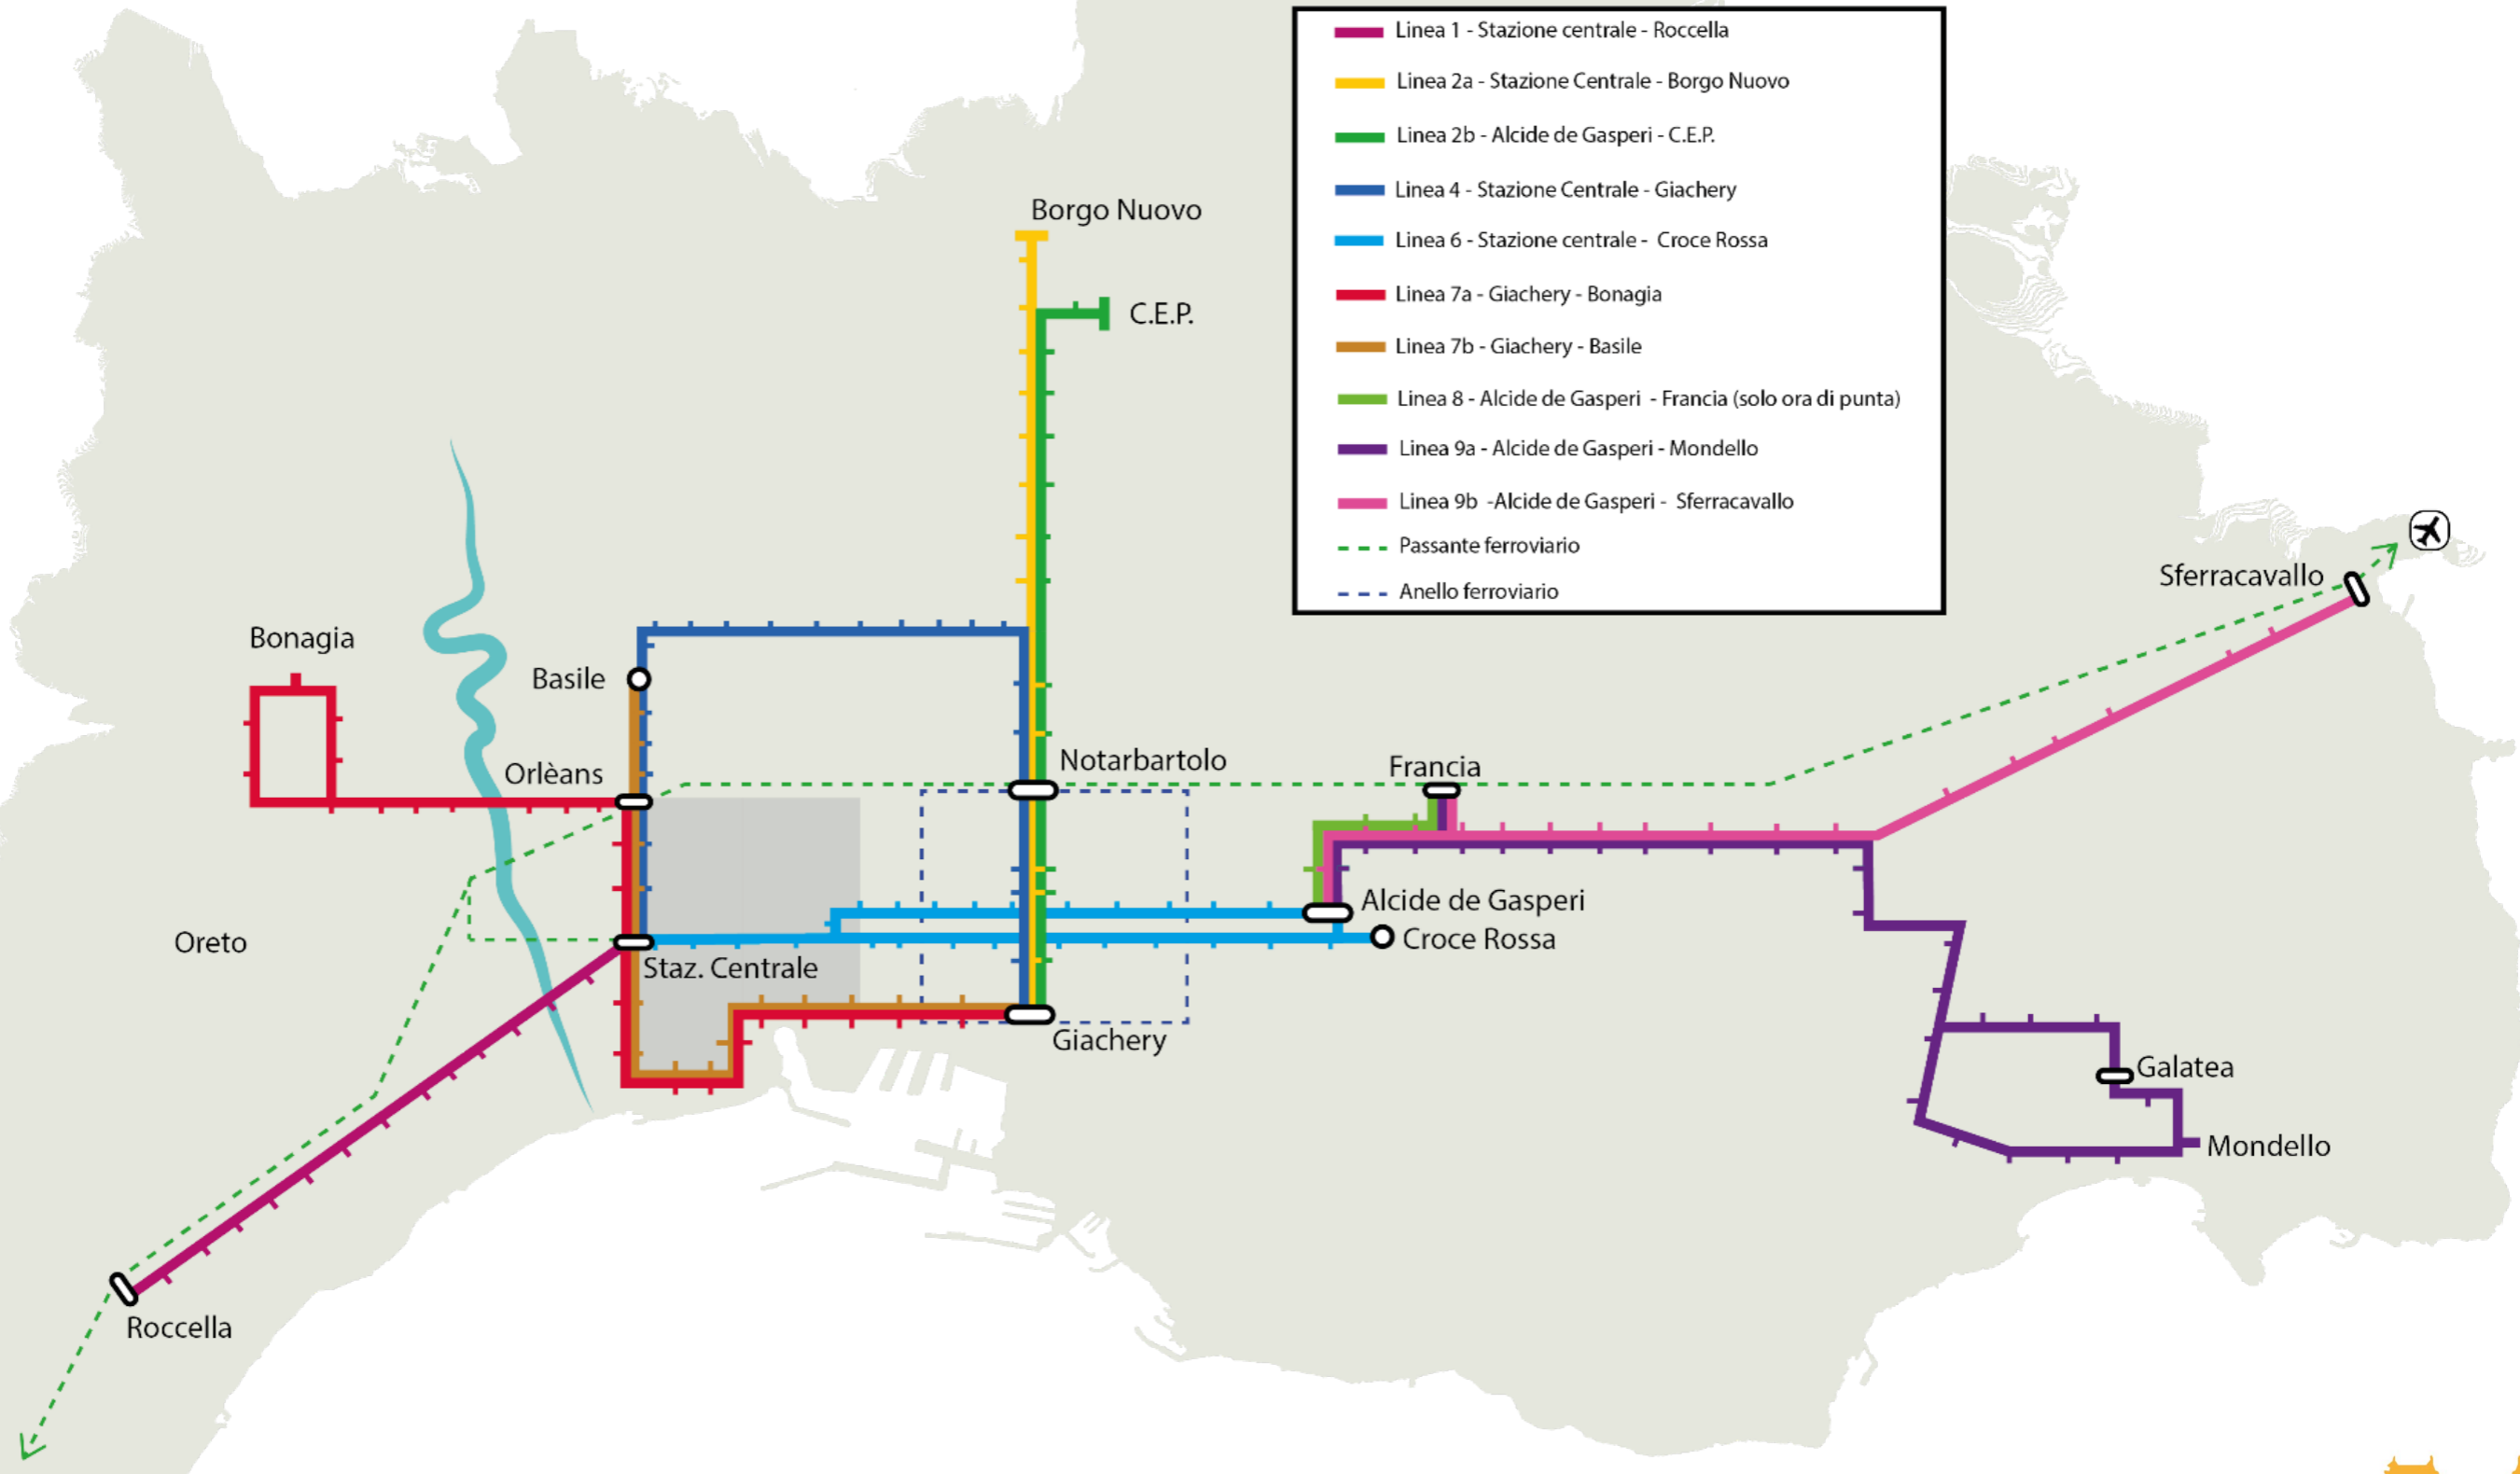 Linea 1 - Stazione centrale - Roccella
Linea 2a - Stazione Centrale - Borgo Nuovo
Linea 2b - Alcide de Gasperi - C.E.P.
Linea 4 - Stazione Centrale - Giachery
Linea 6 - Stazione centrale - Croce Rossa
Linea 7a - Giachery - Bonagia
Linea 7b - Giachery - Basile
Linea 8 - Alcide de Gasperi - Francia (solo ora di punta)
Linea 9a - Alcide de Gasperi - Mondello
Linea 9b -Alcide de Gasperi - Sferracavallo
Passante ferroviario
Anello ferroviario
Borgo Nuovo
C.E.P.
Sferracavallo
Bonagia
Basile
Orlèans
Notarbartolo
Francia
Alcide de Gasperi
Croce Rossa
Oreto
Staz. Centrale
Giachery
Galatea
Mondello
Roccella